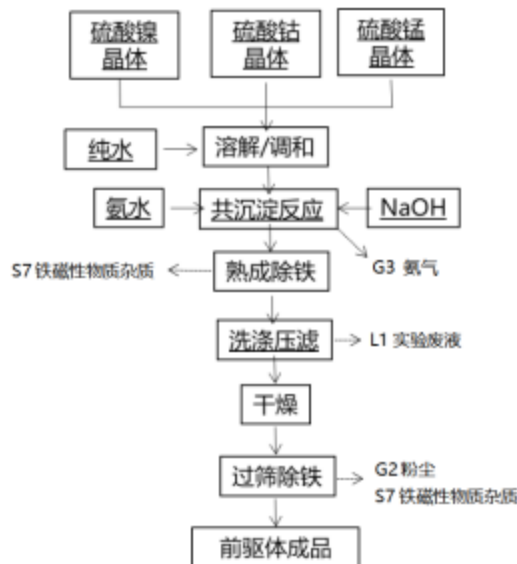 硫酸镍
晶体
硫酸钴
晶体
硫酸锰
晶体
纯水
溶解/调和
氨水
共沉淀反应
NaOH
G3 氨气
S7 铁磁性物质杂质
熟成除铁
洗涤压滤
L1 实验废液
干燥
过筛除铁
G2 粉尘
S7 铁磁性物质杂质
前驱体成品